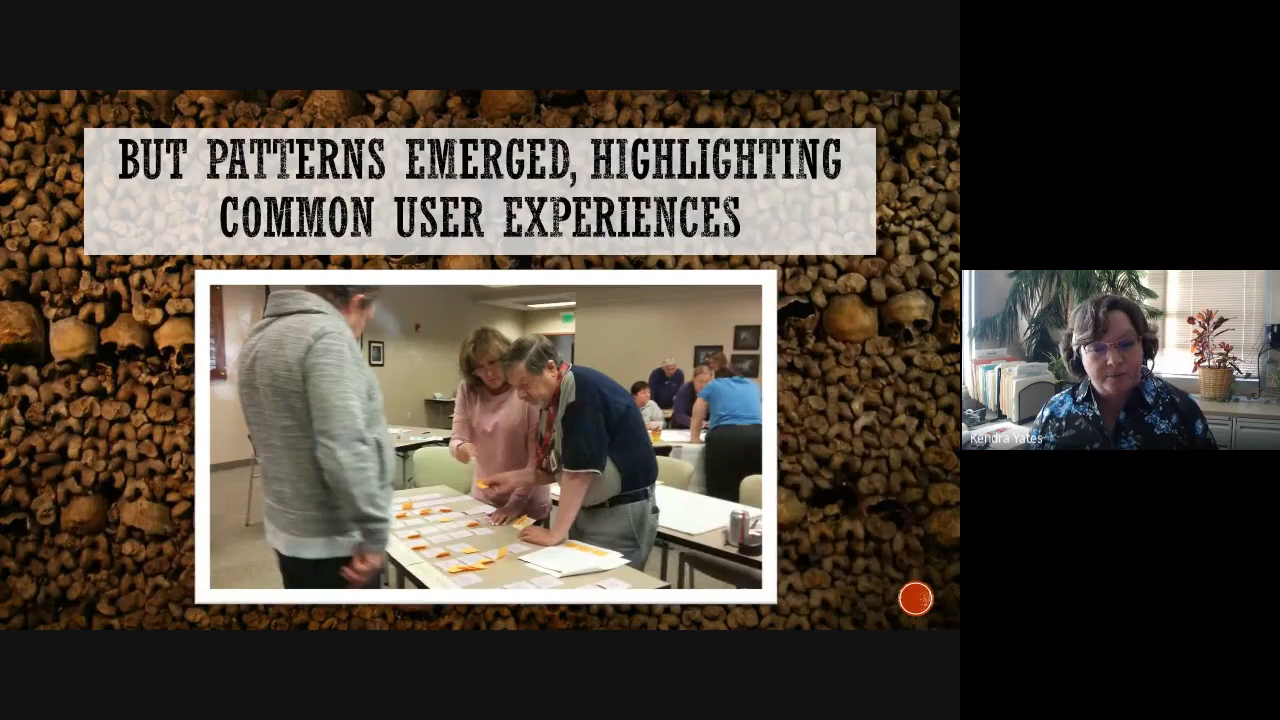 BUT PATTERNS EMERGED, HIGHLIGHTING
COMMON USER EXPERIENCES
Kendra Yates